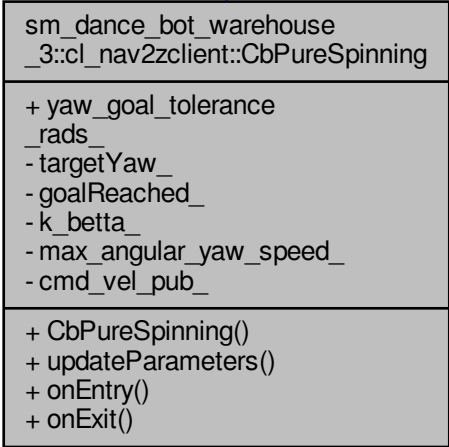 sm_dance_bot_warehouse
_3::cl_nav2zclient::CbPureSpinning
+ yaw_goal_tolerance
_rads_
- targetYaw_
- goalReached_
- k_betta_
- max_angular_yaw_speed_
- cmd_vel_pub_
+ CbPureSpinning()
+ updateParameters()
+ onEntry()
+ onExit()